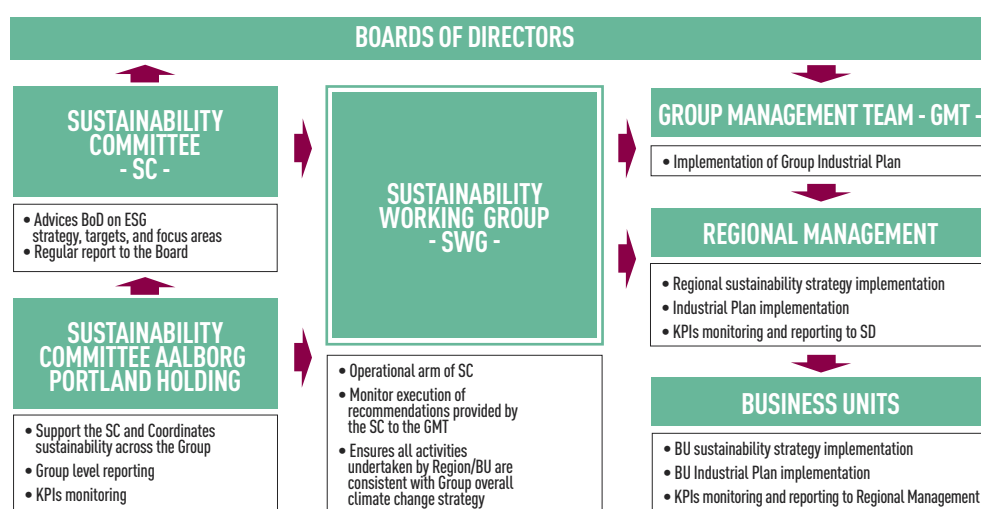 BOARDS OF DIRECTORS
SUSTAINABILITY
COMMITTEE
- SC -
• Advices BoD on ESG
strategy, targets, and focus areas
• Regular report to the Board
SUSTAINABILITY
COMMITTEE AALBORG
PORTLAND HOLDING
• Support the SC and Coordinates
sustainability across the Group
• Group level reporting
• KPIs monitoring
SUSTAINABILITY
WORKING GROUP
- SWG -
• Operational arm of SC
• Monitor execution of
recommendations provided by
the SC to the GMT
• Ensures all activities
undertaken by Region/BU are
consistent with Group overall
climate change strategy
GROUP MANAGEMENT TEAM - GMT -
• Implementation of Group Industrial Plan
REGIONAL MANAGEMENT
• Regional sustainability strategy implementation
• Industrial Plan implementation
• KPIs monitoring and reporting to SD
BUSINESS UNITS
• BU sustainability strategy implementation
• BU Industrial Plan implementation
• KPIs monitoring and reporting to Regional Management